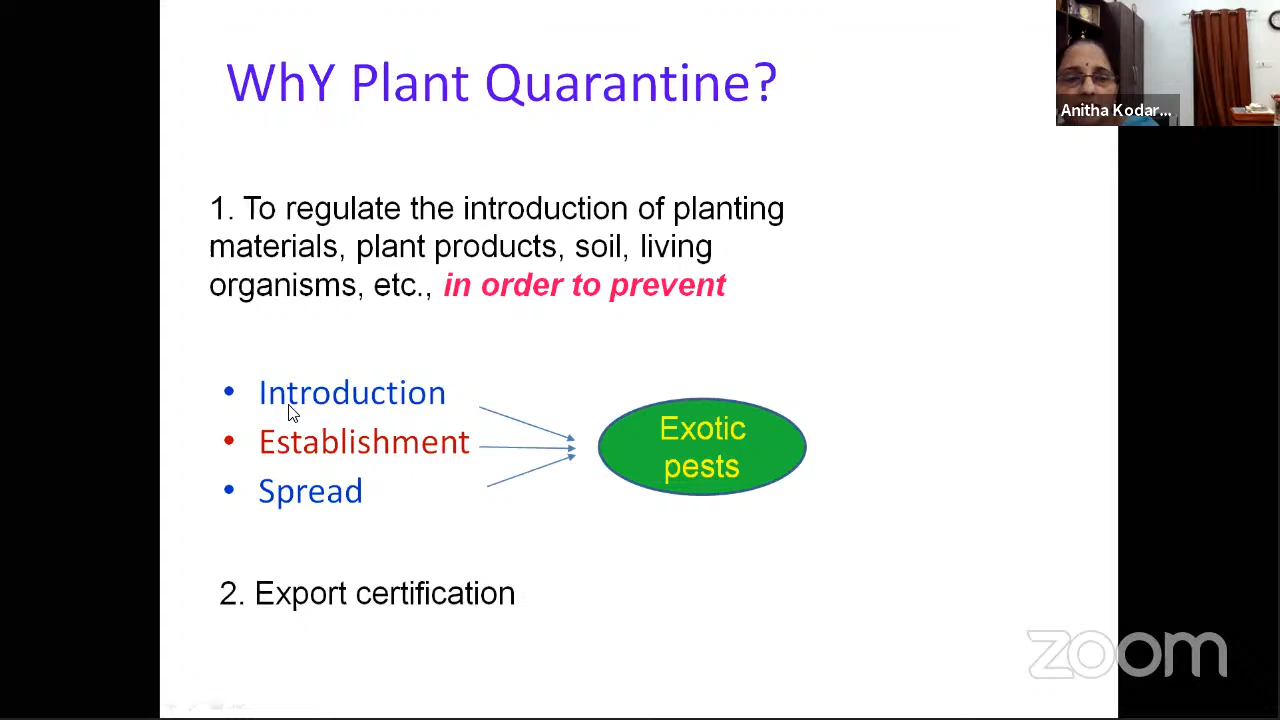 WhY Plant Quarantine?
Anitha Kodar...
1. To regulate the introduction of planting
materials, plant products, soil, living
organisms, etc., in order to prevent
• Introduction
• Establishment
• Spread
Exotic
pests
2. Export certification
zoom